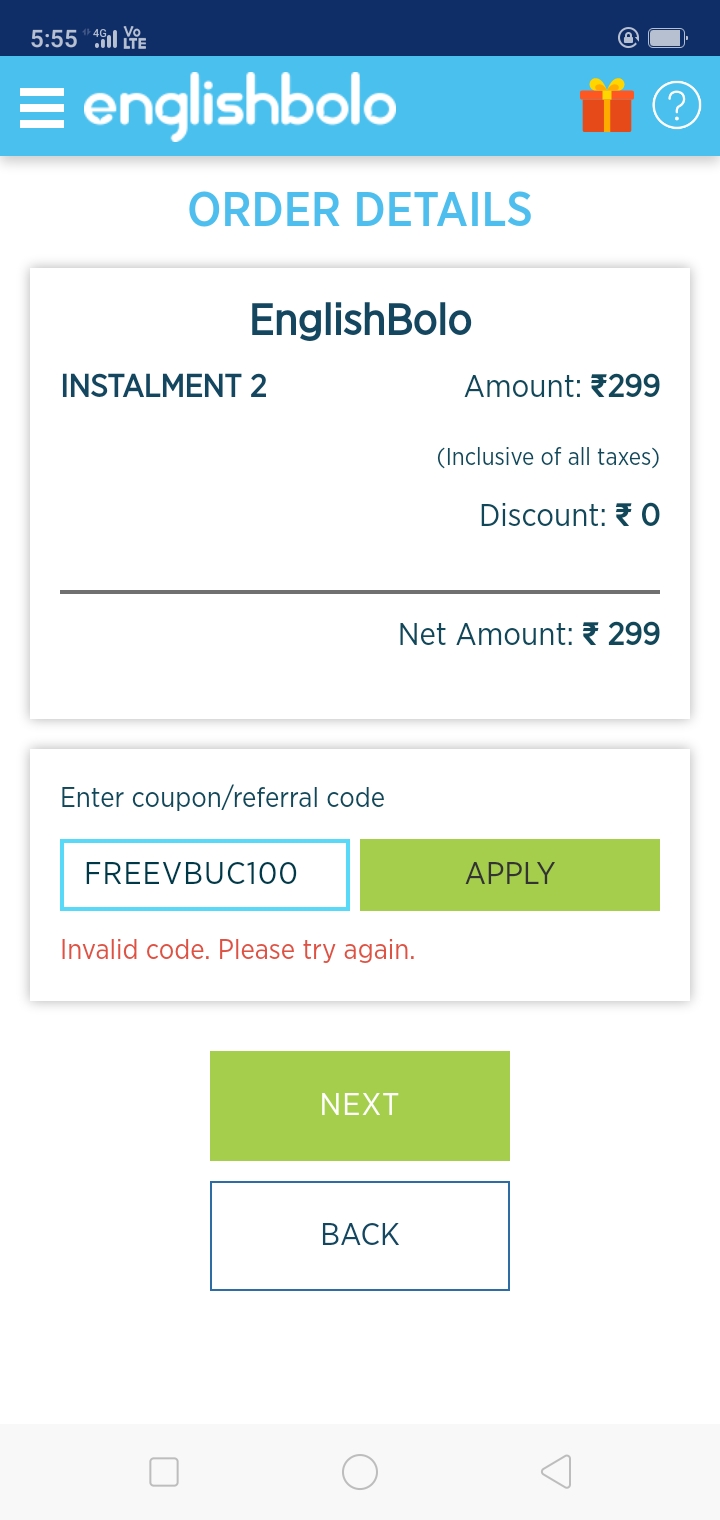 5:55 4G Vo LTE
englishbolo ?
ORDER DETAILS
EnglishBolo
INSTALMENT 2 Amount: ₹299
(Inclusive of all taxes)
Discount: ₹ 0
Net Amount: ₹ 299
Enter coupon/referral code
FREEVBUC100 APPLY
Invalid code. Please try again.
NEXT
BACK